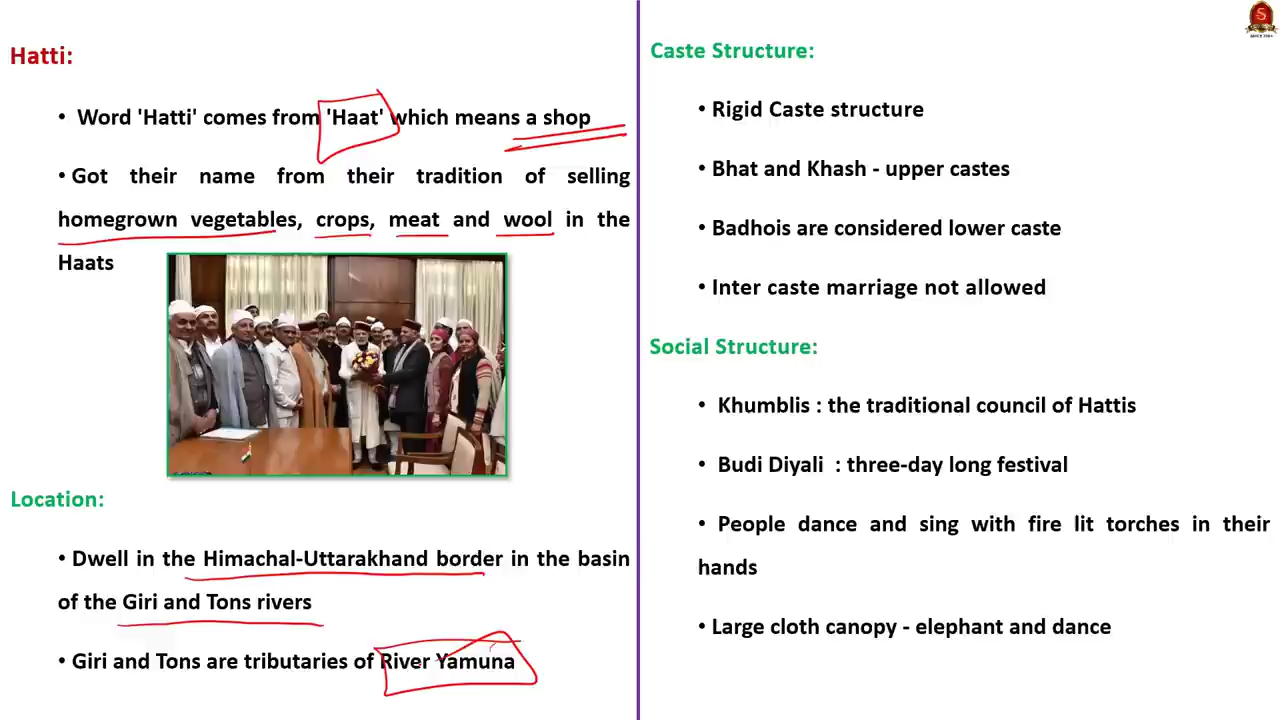 Hatti:
• Word 'Hatti' comes from 'Haat' which means a shop
• Got their name from their tradition of selling
homegrown vegetables, crops, meat and wool in the
Haats
Location:
• Dwell in the Himachal-Uttarakhand border in the basin
of the Giri and Tons rivers
• Giri and Tons are tributaries of River Yamuna
Caste Structure:
• Rigid Caste structure
• Bhat and Khash - upper castes
• Badhois are considered lower caste
• Inter caste marriage not allowed
Social Structure:
• Khumblis : the traditional council of Hattis
• Budi Diyali : three-day long festival
• People dance and sing with fire lit torches in their
hands
• Large cloth canopy - elephant and dance